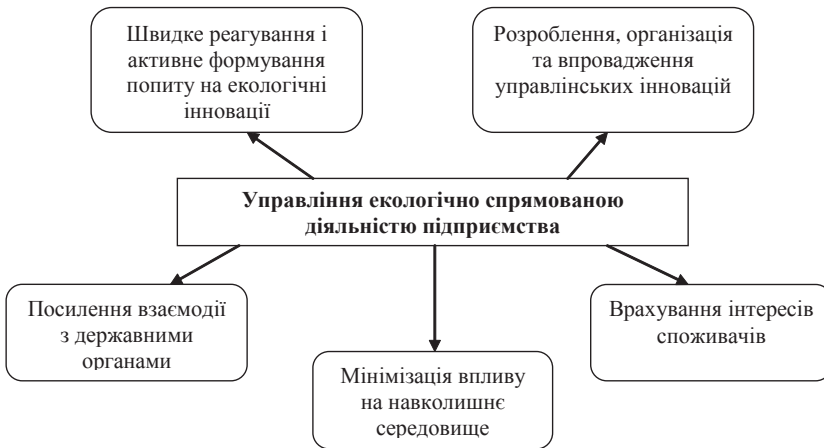 Швидке реагування і
активне формування
попиту на екологічні
інновації
Розроблення, організація
та впровадження
управлінських інновацій
Управління екологічно спрямованою
діяльністю підприємства
Посилення взаємодії
з державними
органами
Мінімізація впливу
на навколишнє
середовище
Врахування інтересів
споживачів